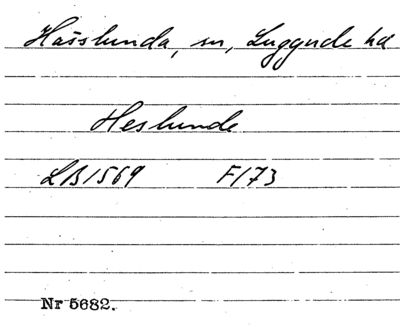 Hässlunda, sn, Luggude hd
Heslunde
LB1569 F173
Nr 5682.